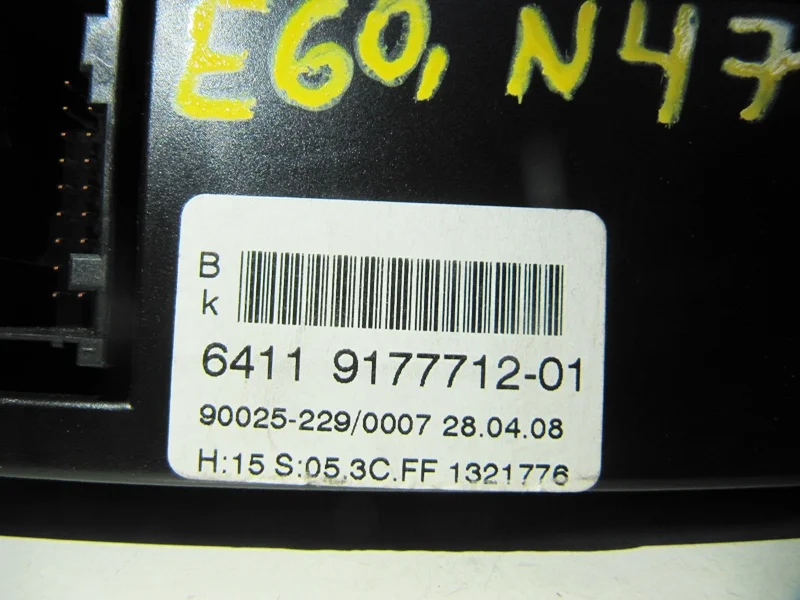 E60, N47
B
k
6411 9177712-01
90025-229/0007 28.04.08
H:15 S:05.3C.FF 1321776